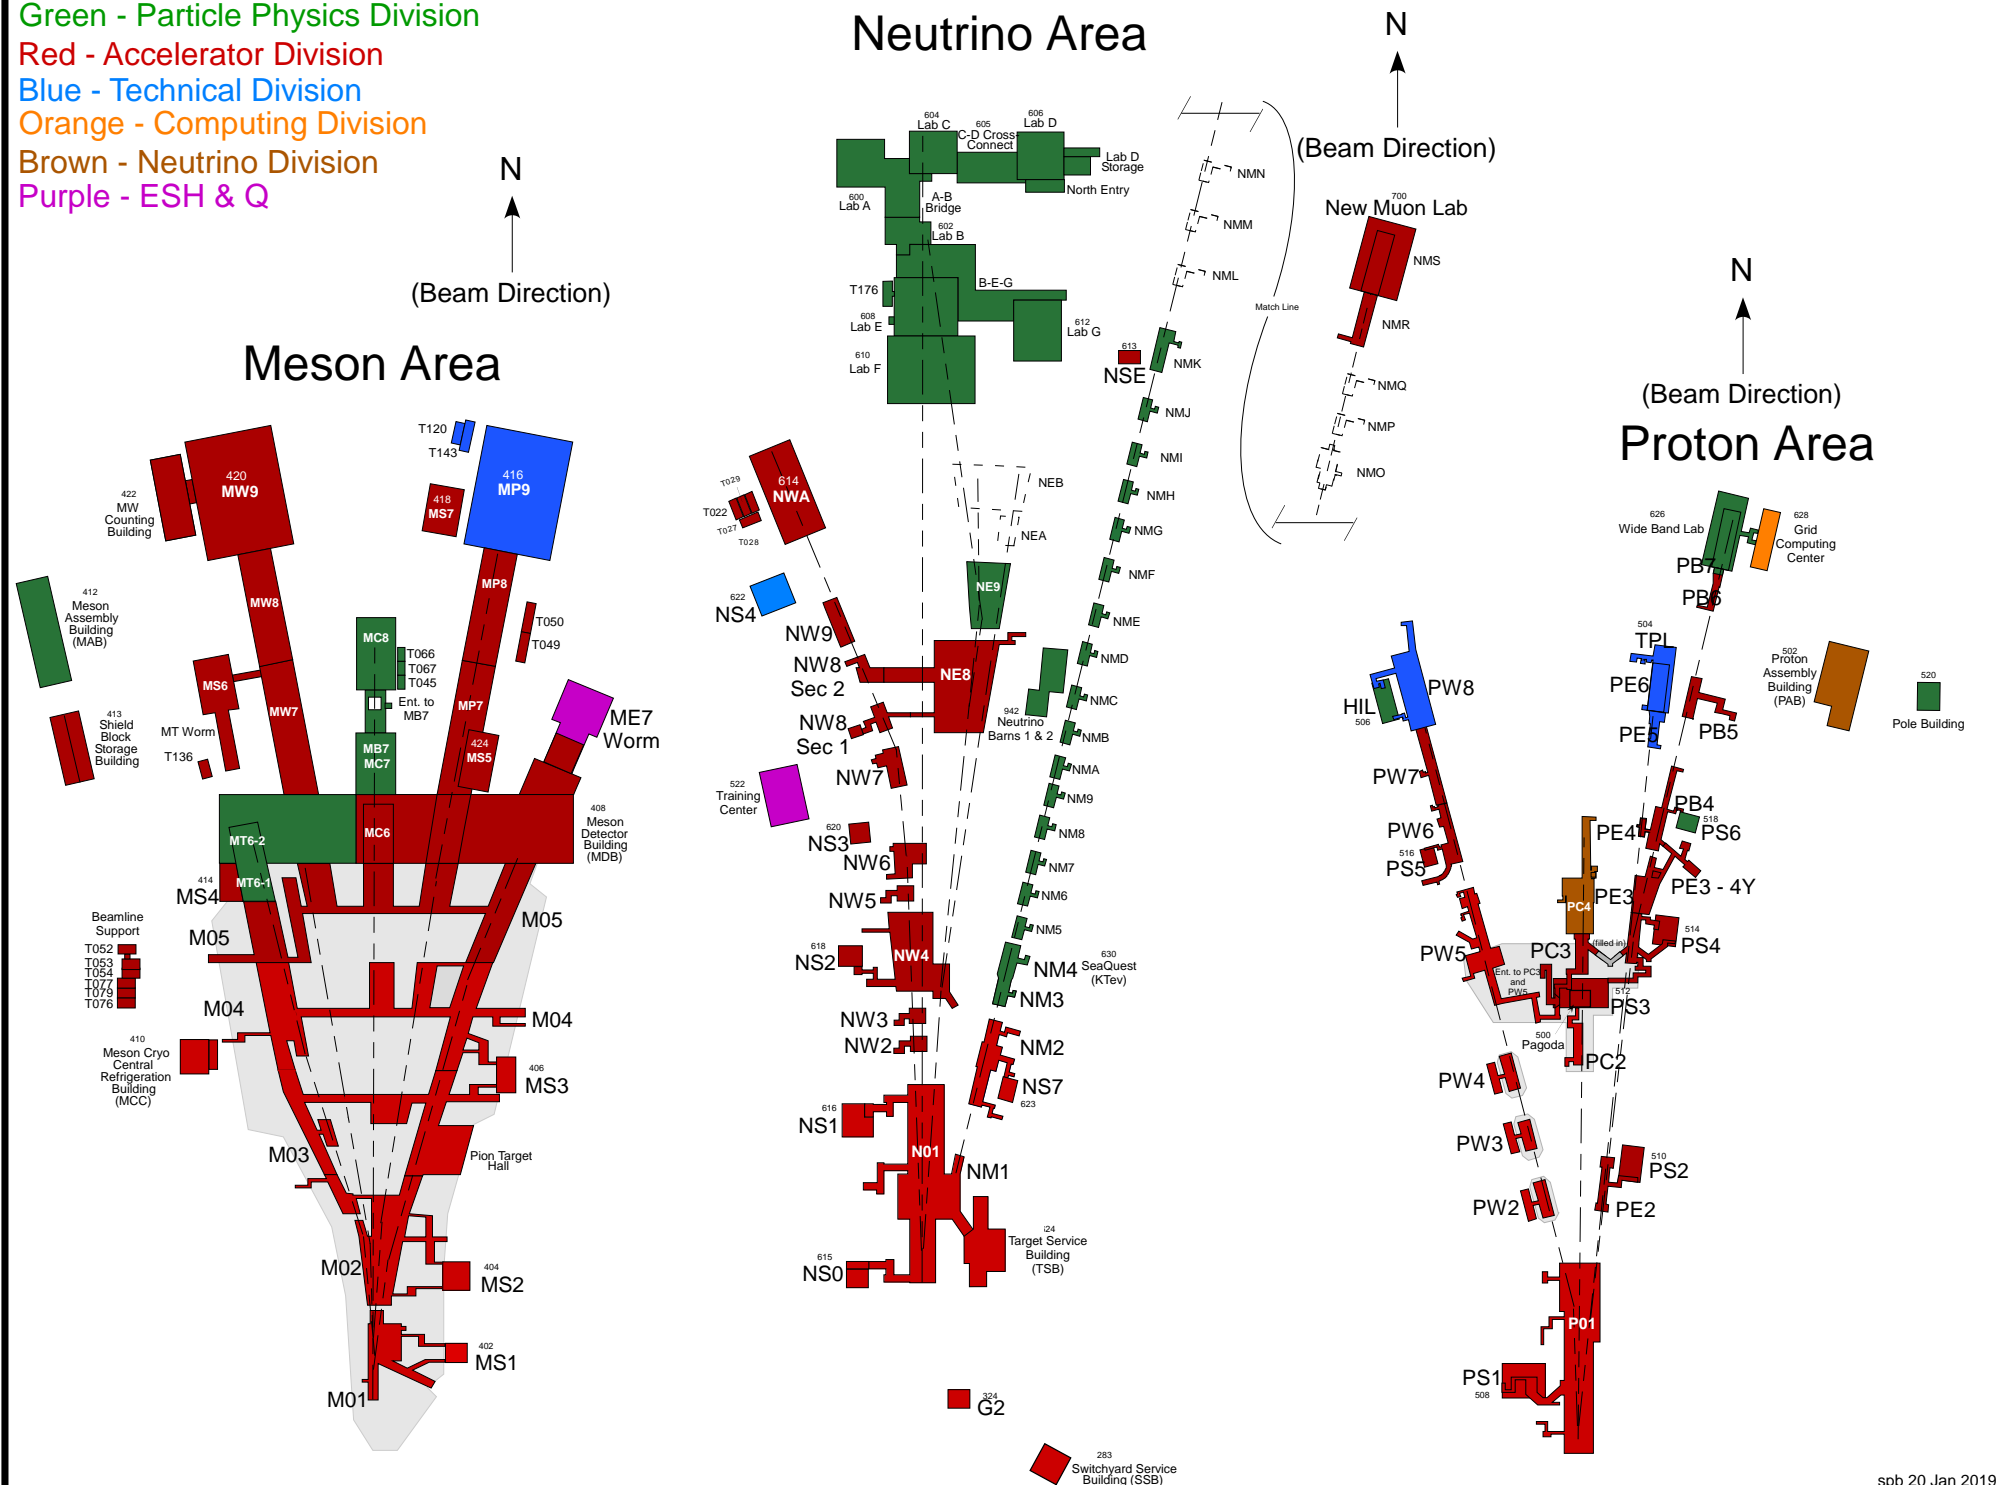 Green - Particle Physics Division
Red - Accelerator Division
Blue - Technical Division
Orange - Computing Division
Brown - Neutrino Division
Purple - ESH & Q
N
(Beam Direction)
Meson Area
T120
T143
420
MW9
416
MP9
418
MS7
422
MW
Counting
Building
MW8
MP8
412
Meson
Assembly
Building
(MAB)
MC8
T066
T067
T045
T050
T049
MS6
MW7
Ent. to
MB7
MP7
ME7
Worm
413
Shield
Block
Storage
Building
MT Worm
T136
MB7
MC7
424
MS5
408
Meson
Detector
Building
(MDB)
MT6-2
MC6
MT6-1
414
MS4
Beamline
Support
T052
T053
T054
T077
T079
T076
M05
M05
M04
M04
410
Meson Cryo
Central
Refrigeration
Building
(MCC)
406
MS3
M03
Pion Target
Hall
M02
404
MS2
402
MS1
M01
Neutrino Area
604
Lab C
605
C-D Cross-
Connect
606
Lab D
Lab D
Storage
North Entry
600
Lab A
A-B
Bridge
602
Lab B
B-E-G
T176
608
Lab E
612
Lab G
610
Lab F
613
NSE
NMN
NMM
NML
NMK
NMJ
NMI
NMH
NMG
NMF
NME
NMD
NMC
NMB
NMA
NM9
NM8
NM7
NM6
NM5
NEB
NEA
T029
T022
T027
T028
614
NWA
622
NS4
NE9
NW9
NW8
Sec 2
NE8
NW8
Sec 1
942
Neutrino
Barns 1 & 2
NW7
522
Training
Center
620
NS3
NW6
NW5
618
NS2
NW4
NM4
630
SeaQuest
(KTev)
NM3
NW3
NW2
NM2
NS7
623
616
NS1
N01
NM1
Target Service
Building
(TSB)
615
NS0
324
G2
283
Switchyard Service
Building (SSB)
N
(Beam Direction)
Match Line
700
New Muon Lab
NMS
NMR
NMQ
NMP
NMO
N
(Beam Direction)
Proton Area
626
Wide Band Lab
628
Grid
Computing
Center
PB7
PB6
504
TPL
502
Proton
Assembly
Building
(PAB)
520
Pole Building
PW8
HIL
506
PE6
PE5
PB5
PW7
PB4
518
PS6
PW6
PE4
516
PS5
PE3
PE3 - 4Y
PC4
514
PS4
PW5
PC3
(filled in)
Ent. to PC3
and
PW5
512
PS3
500
Pagoda
PC2
PW4
PW3
510
PS2
PW2
PE2
P01
PS1
508
spb 20 Jan 2019